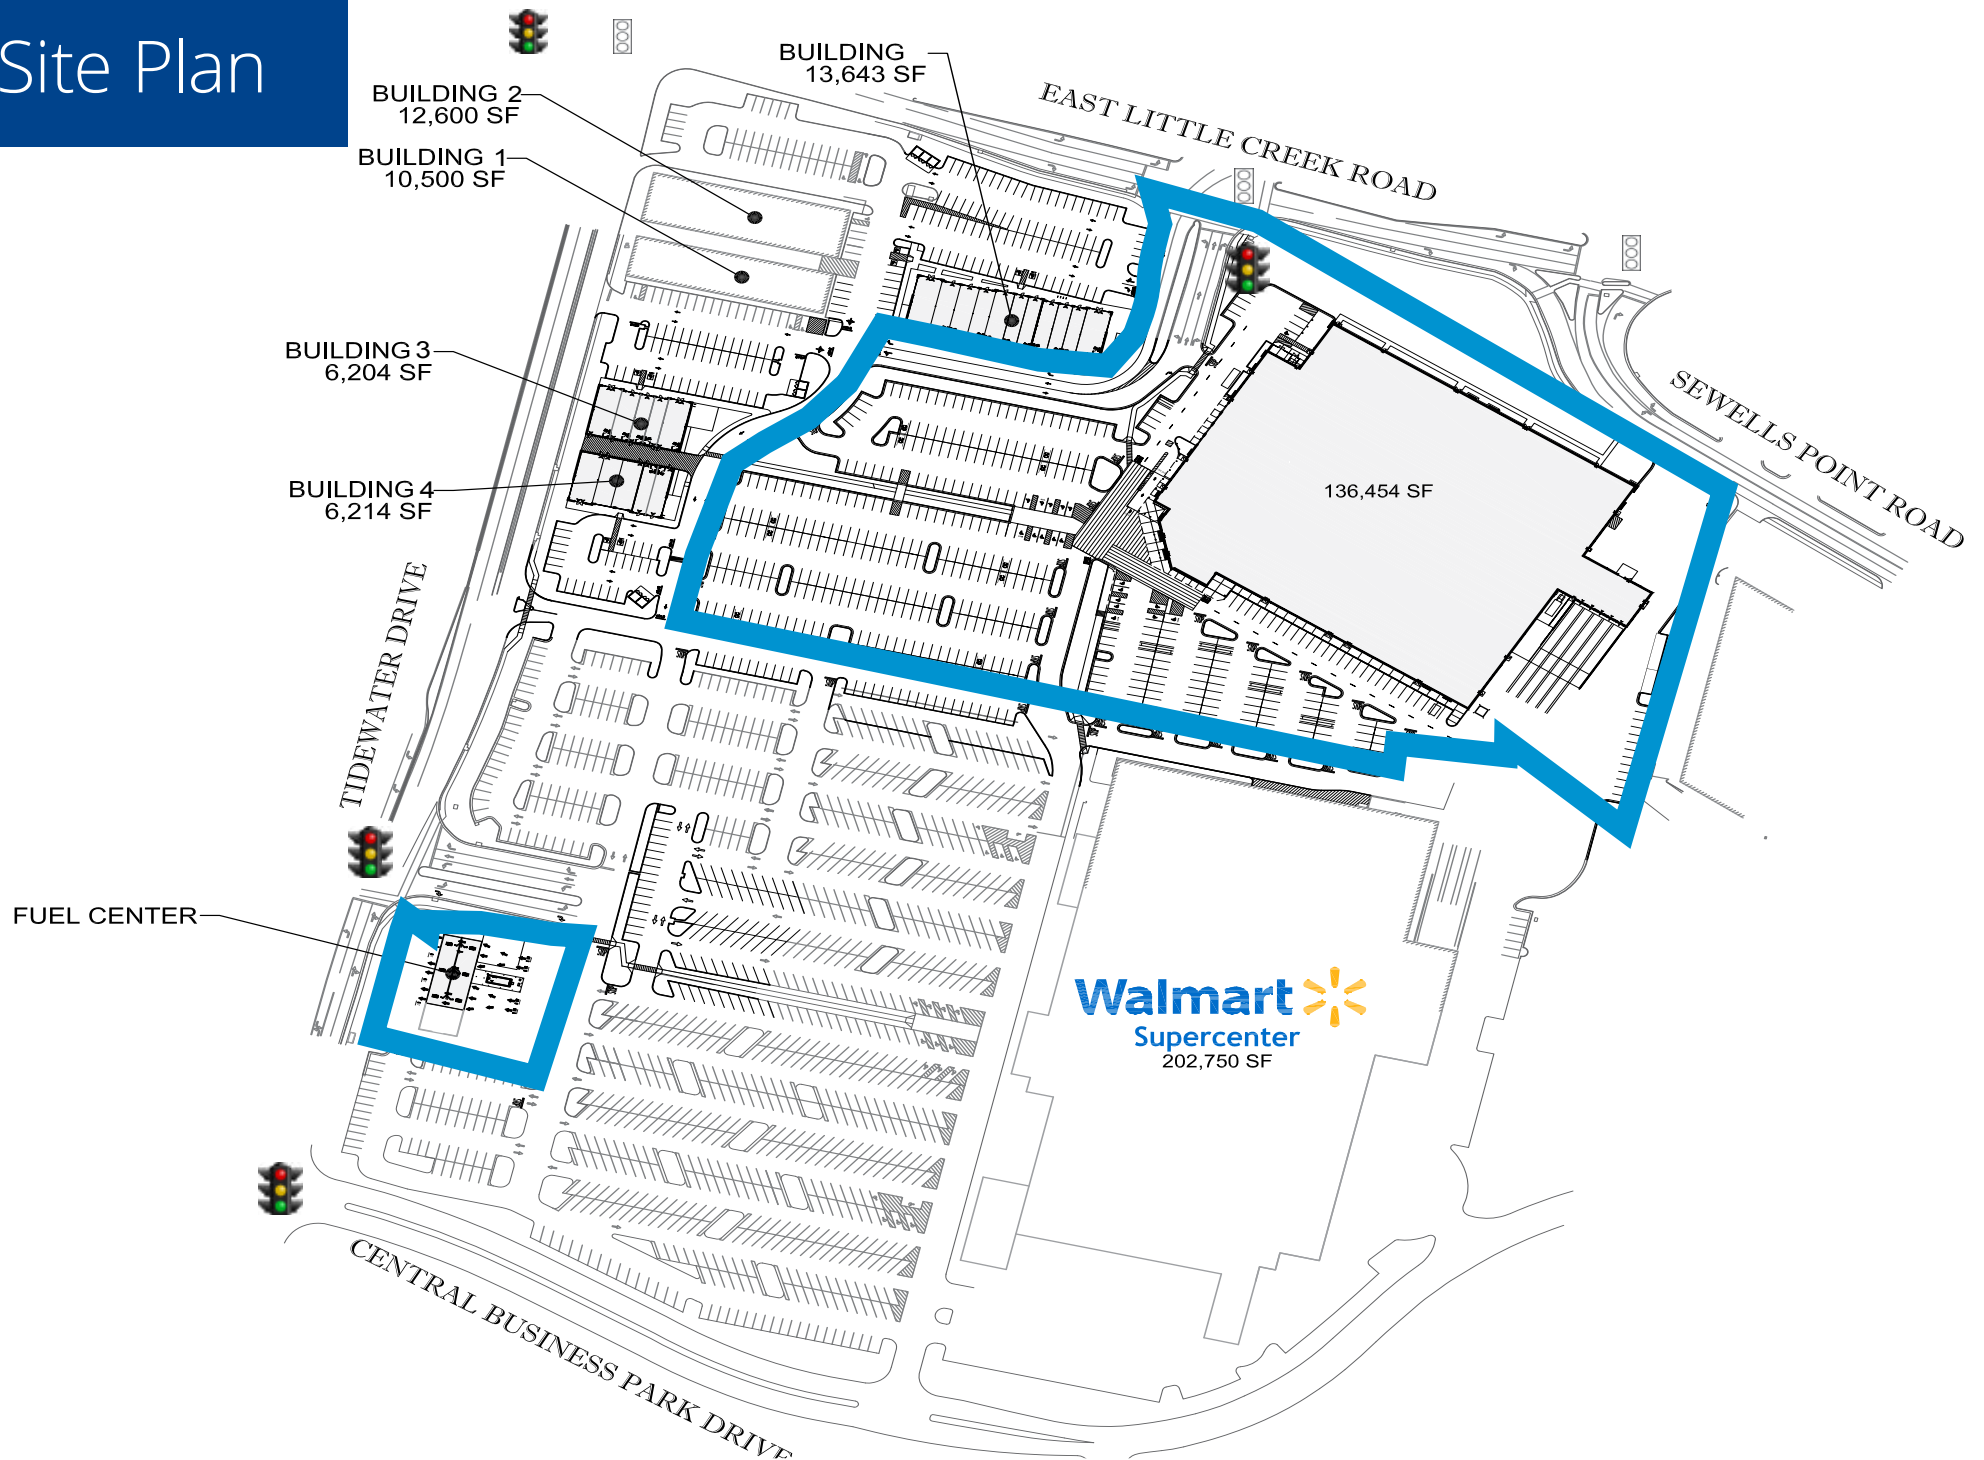 Site Plan
BUILDING
13,643 SF
BUILDING 2
12,600 SF
BUILDING 1
10,500 SF
EAST LITTLE CREEK ROAD
BUILDING 3
6,204 SF
SEWELLS POINT ROAD
BUILDING 4
6,214 SF
136,454 SF
TIDEWATER DRIVE
FUEL CENTER
Walmart
Supercenter
202,750 SF
CENTRAL BUSINESS PARK DRIVE